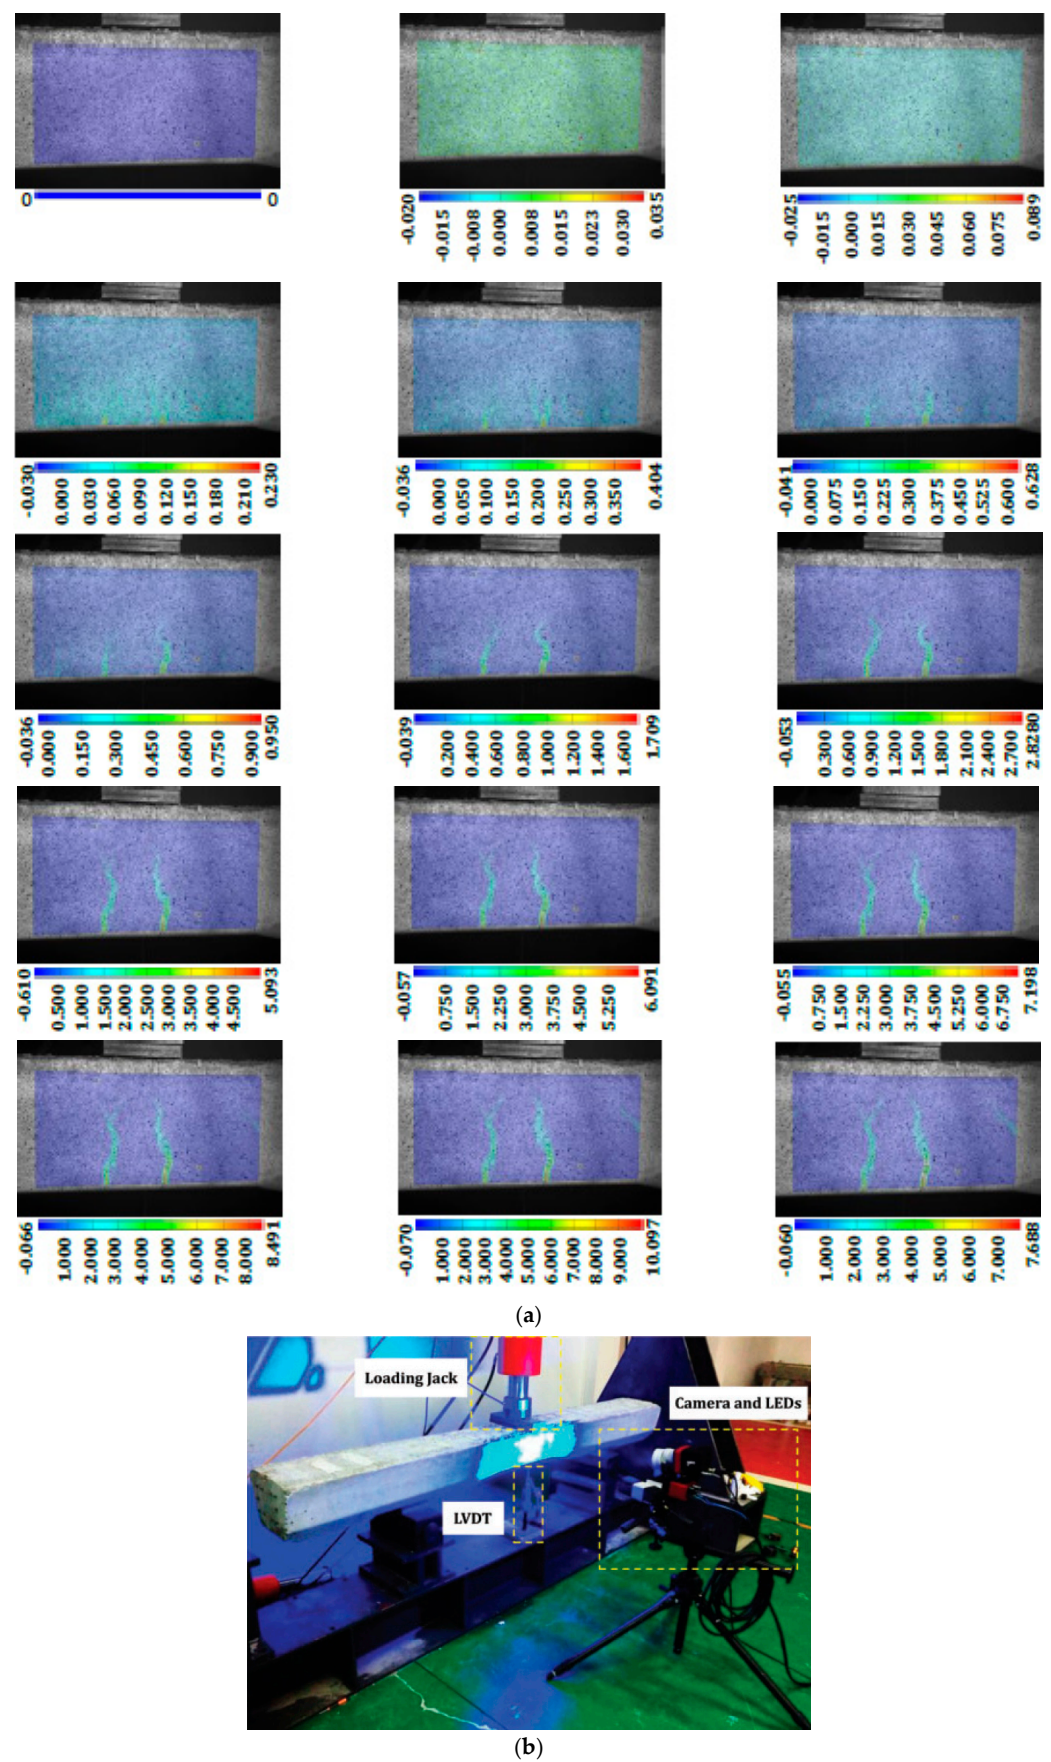 0 0
-0.020 -0.015 -0.008 0.000 0.008 0.015 0.023 0.030 0.035
-0.025 -0.015 0.000 0.015 0.030 0.045 0.060 0.075 0.089
-0.030 0.000 0.030 0.060 0.090 0.120 0.150 0.180 0.210 0.230
-0.036 0.000 0.050 0.100 0.150 0.200 0.250 0.300 0.350 0.404
-0.041 0.000 0.075 0.150 0.225 0.300 0.375 0.450 0.525 0.600 0.628
-0.036 0.000 0.150 0.300 0.450 0.600 0.750 0.900 0.950
-0.039 0.200 0.400 0.600 0.800 1.000 1.200 1.400 1.600 1.709
-0.053 0.300 0.600 0.900 1.500 1.800 2.100 2.400 2.700 2.8280
-0.610 0.500 1.000 1.500 2.000 2.500 3.000 4.000 4.500 5.093
-0.057 0.750 1.500 2.250 3.000 3.750 4.500 5.250 6.091
-0.055 0.750 1.500 2.250 3.000 3.750 4.500 5.250 6.000 6.750 7.198
-0.066 1.000 2.000 3.000 4.000 5.000 6.000 7.000 8.000 8.491
-0.070 1.000 2.000 3.000 4.000 5.000 6.000 7.000 8.000 9.000 10.097
-0.060 1.000 2.000 3.000 4.000 5.000 6.000 7.000 7.688
(a)
Loading Jack
Camera and LEDs
LVDT
(b)